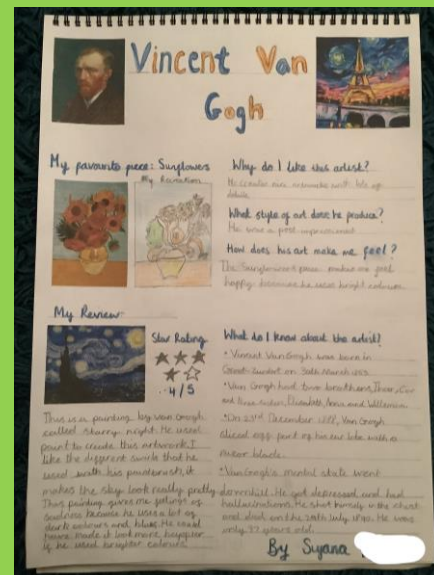 Vincent Van
Gogh
My favourite piece: Sunflowers
My Recreation
Why do I like this artist?
He creates nice artworks with lots of
details
What style of art does he produce?
He was a post-impressionist
How does his art make me feel?
The Sunflowers piece makes me feel
happy because he uses bright colours
My Review:
Star Rating
4/5
This is a painting by Van Gogh
called starry night. He used
paint to create this artwork. I
like the different swirls that he
used with his paintbrush, it
makes the sky look really pretty.
This painting gives me feelings of
sadness because he uses a lot of
dark colours and blues. He could
have made it look more happier
if he used brighter colours.
What do I know about the artist?
• Vincent Van Gogh was born in
Groot-Zundert on 30th March 1853
• Van Gogh had two brothers, Theo, Cor
and three sisters, Elisabeth, Anna and Willemin
• On 23rd December 1888, Van Gogh
sliced off part of his ear lobe with a
razor blade.
• Van Gogh's mental state went
downhill. He got depressed and had
hallucinations. He shot himself in the chest
and died on the 29th July 1890. He was
only 37 years old.
By Syana